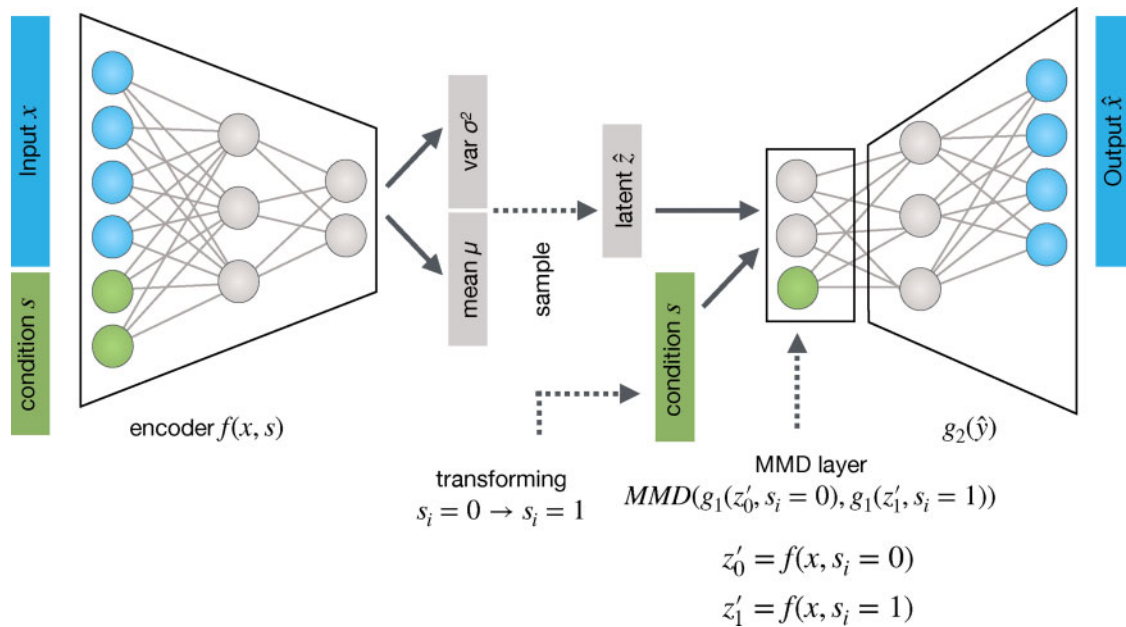 Input x
condition s
encoder f(x, s)
var σ²
mean μ
sample
latent ẑ
condition s
transforming
sᵢ = 0 → sᵢ = 1
MMD layer
MMD(g₁(z′₀, sᵢ = 0), g₁(z′₁, sᵢ = 1))
z′₀ = f(x, sᵢ = 0)
z′₁ = f(x, sᵢ = 1)
g₂(ŷ)
Output x̂